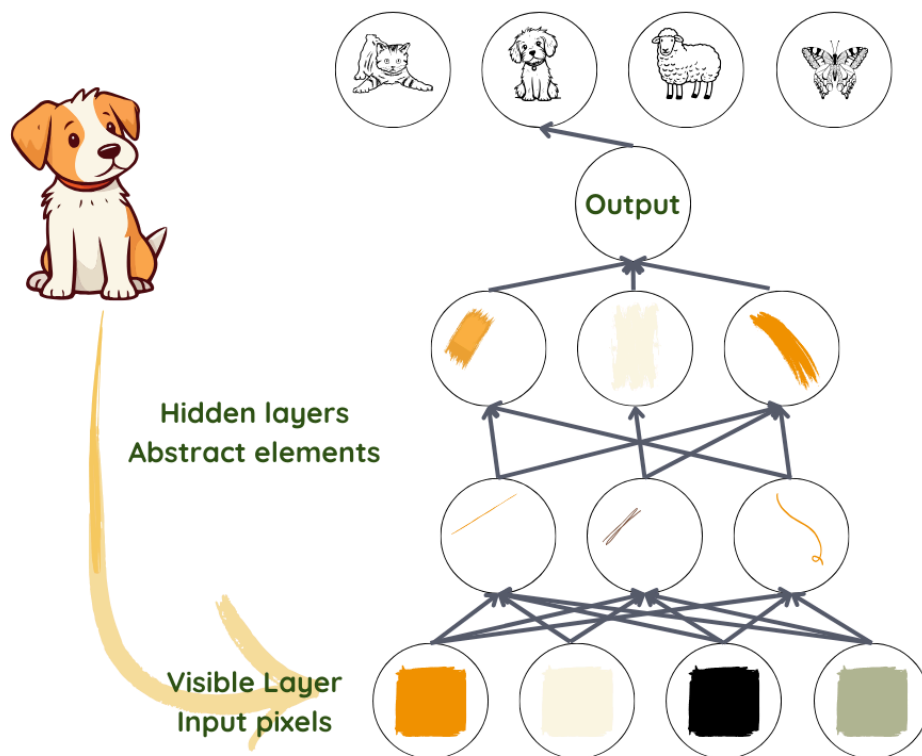 Output
Hidden layers
Abstract elements
Visible Layer
Input pixels